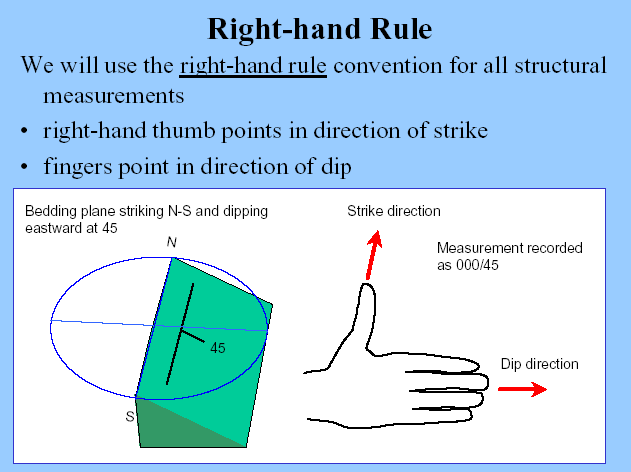 Right-hand Rule
We will use the right-hand rule convention for all structural
measurements
• right-hand thumb points in direction of strike
• fingers point in direction of dip
Bedding plane striking N-S and dipping
eastward at 45
N
45
S
Strike direction
Measurement recorded
as 000/45
Dip direction